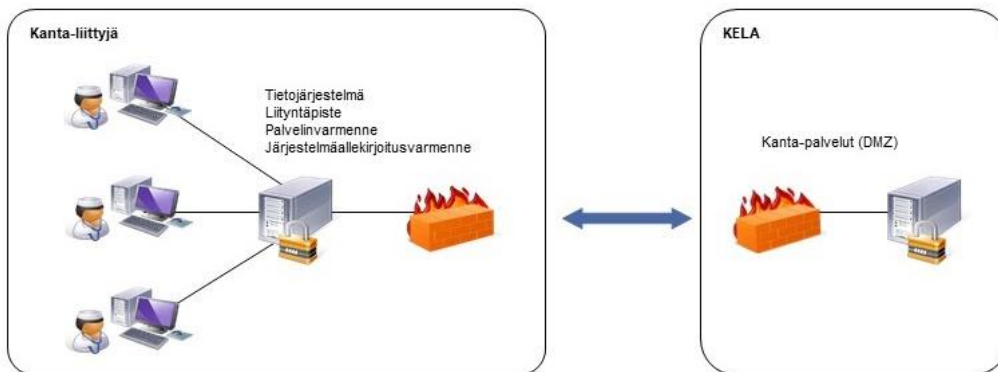 Kanta-liittyjä
Tietojärjestelmä
Liityntäpiste
Palvelinvarmenne
Järjestelmäallekirjoitusvarmenne
KELA
Kanta-palvelut (DMZ)